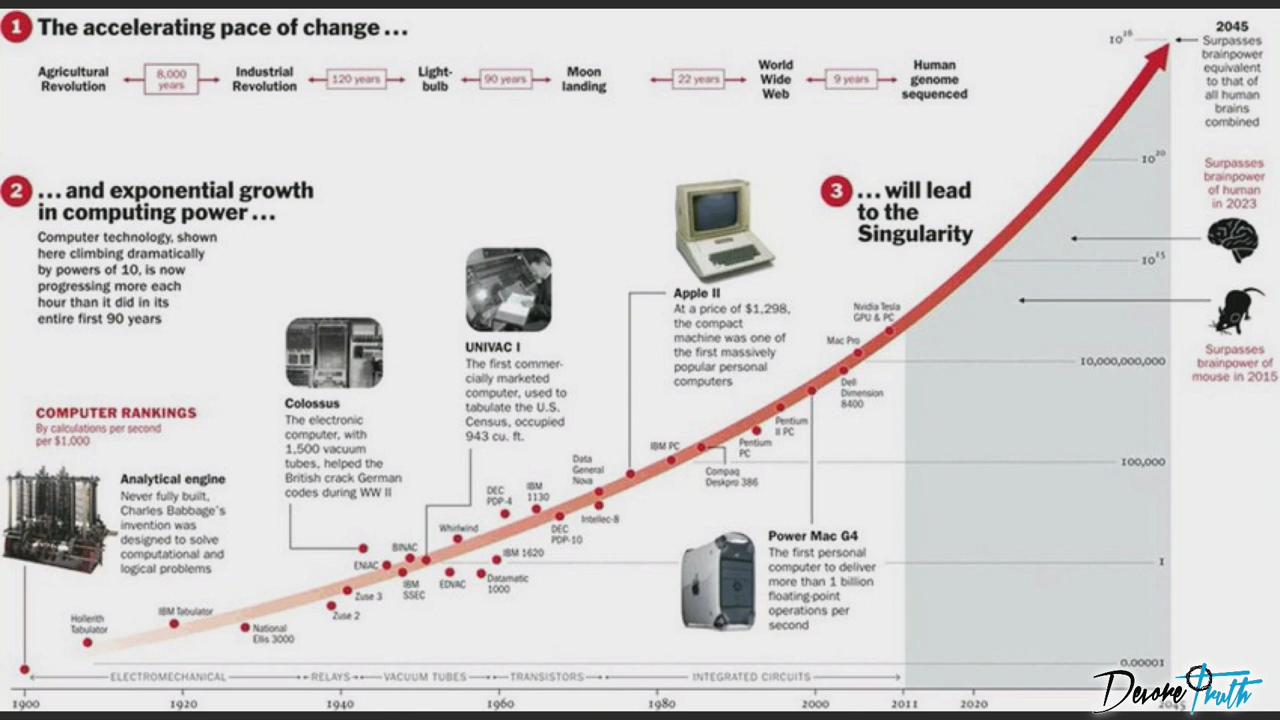 1 The accelerating pace of change...
Agricultural
Revolution
8,000
years
Industrial
Revolution
120 years
Light-
bulb
90 years
Moon
landing
22 years
World
Wide
Web
9 years
Human
genome
sequenced
2045
Surpasses
brainpower
equivalent
to that of
all human
brains
combined
2 ...and exponential growth
in computing power...
Computer technology, shown
here climbing dramatically
by powers of 10, is now
progressing more each
hour than it did in its
entire first 90 years
3 ...will lead
to the
Singularity
Surpasses
brainpower
of human
in 2023
Surpasses
brainpower of
mouse in 2015
COMPUTER RANKINGS
By calculations per second
per $1,000
Analytical engine
Never fully built,
Charles Babbage's
invention was
designed to solve
computational and
logical problems
Colossus
The electronic
computer, with
1,500 vacuum
tubes, helped the
British crack German
codes during WW II
UNIVAC I
The first commer-
cially marketed
computer, used to
tabulate the U.S.
Census, occupied
943 cu. ft.
Apple II
At a price of $1,298,
the compact
machine was one of
the first massively
popular personal
computers
Power Mac G4
The first personal
computer to deliver
more than 1 billion
floating-point
operations per
second
Hollerith
Tabulator
IBM Tabulator
National
Ellis 3000
Zuse 2
Zuse 3
ENIAC
BINAC
IBM
SSEC
Whirlwind
EDVAC
Datamatic
1000
IBM 1620
DEC
PDP-4
IBM
1130
DEC
PDP-10
Data
General
Nova
Intellec-8
IBM PC
Compaq
Deskpro 386
Pentium
PC
Pentium
II PC
Dell
Dimension
8400
Mac Pro
Nvidia Tesla
GPU & PC
10²⁰
10¹⁵
10,000,000,000
100,000
1
0.00001
ELECTROMECHANICAL
RELAYS
VACUUM TUBES
TRANSISTORS
INTEGRATED CIRCUITS
1900
1920
1940
1960
1980
2000
2011
2020
Devore Truth